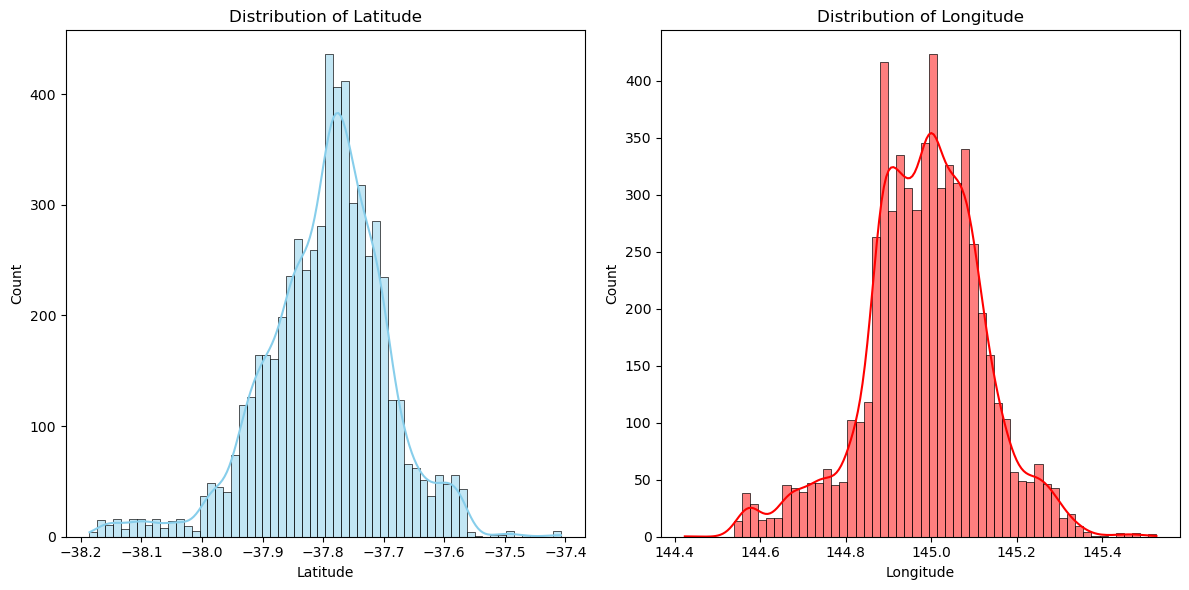 Distribution of Latitude
Count
400
300
200
100
0
−38.2 −38.1 −38.0 −37.9 −37.8 −37.7 −37.6 −37.5 −37.4
Latitude
Distribution of Longitude
Count
400
350
300
250
200
150
100
50
0
144.4 144.6 144.8 145.0 145.2 145.4
Longitude